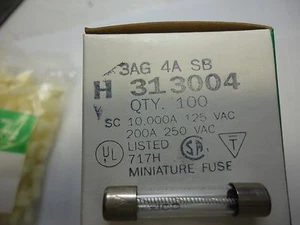 3AG 4A SB
H 313004
QTY. 100
SC 10,000A 125 VAC
200A 250 VAC
UL LISTED SA T
717H
MINIATURE FUSE